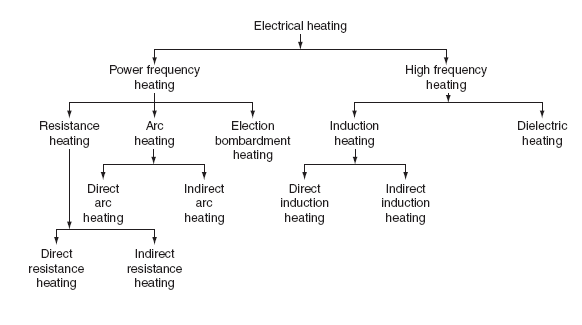 Electrical heating
Power frequency
heating
High frequency
heating
Resistance
heating
Arc
heating
Election
bombardment
heating
Induction
heating
Dielectric
heating
Direct
arc
heating
Indirect
arc
heating
Direct
induction
heating
Indirect
induction
heating
Direct
resistance
heating
Indirect
resistance
heating